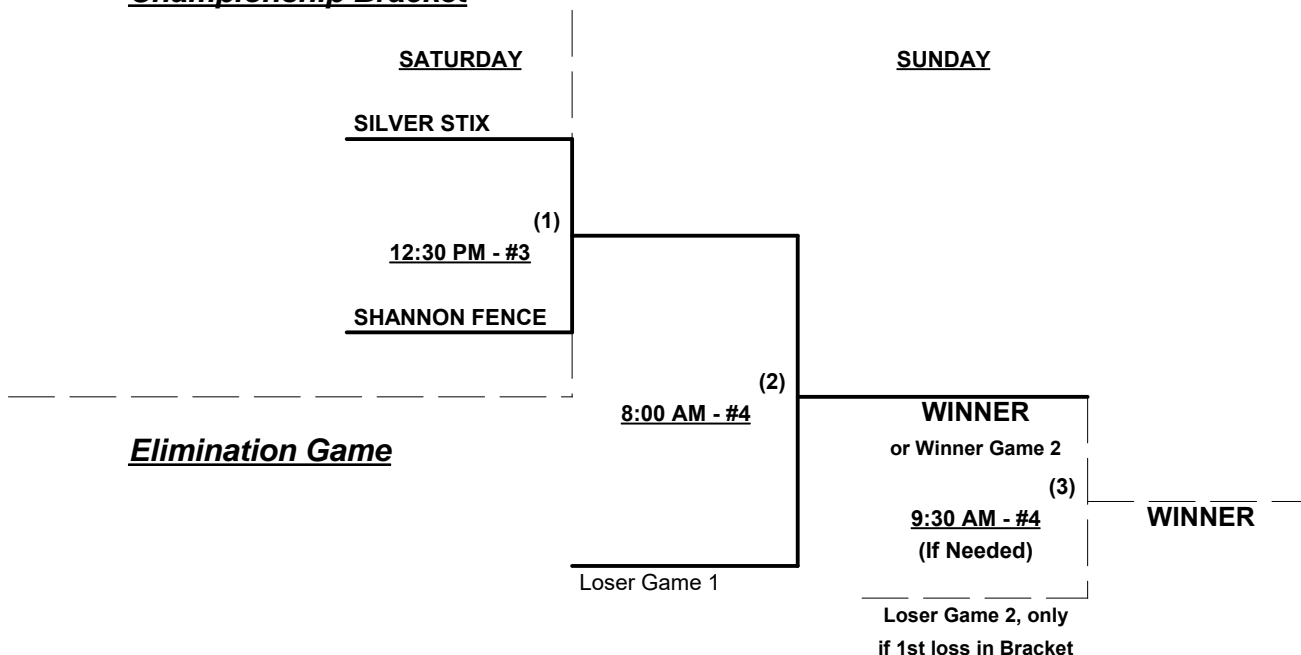 Championship Bracket
SATURDAY
SUNDAY
SILVER STIX
(1)
12:30 PM - #3
SHANNON FENCE
(2)
8:00 AM - #4
WINNER
or Winner Game 2
Elimination Game
(3)
9:30 AM - #4
(If Needed)
WINNER
Loser Game 1
Loser Game 2, only
if 1st loss in Bracket